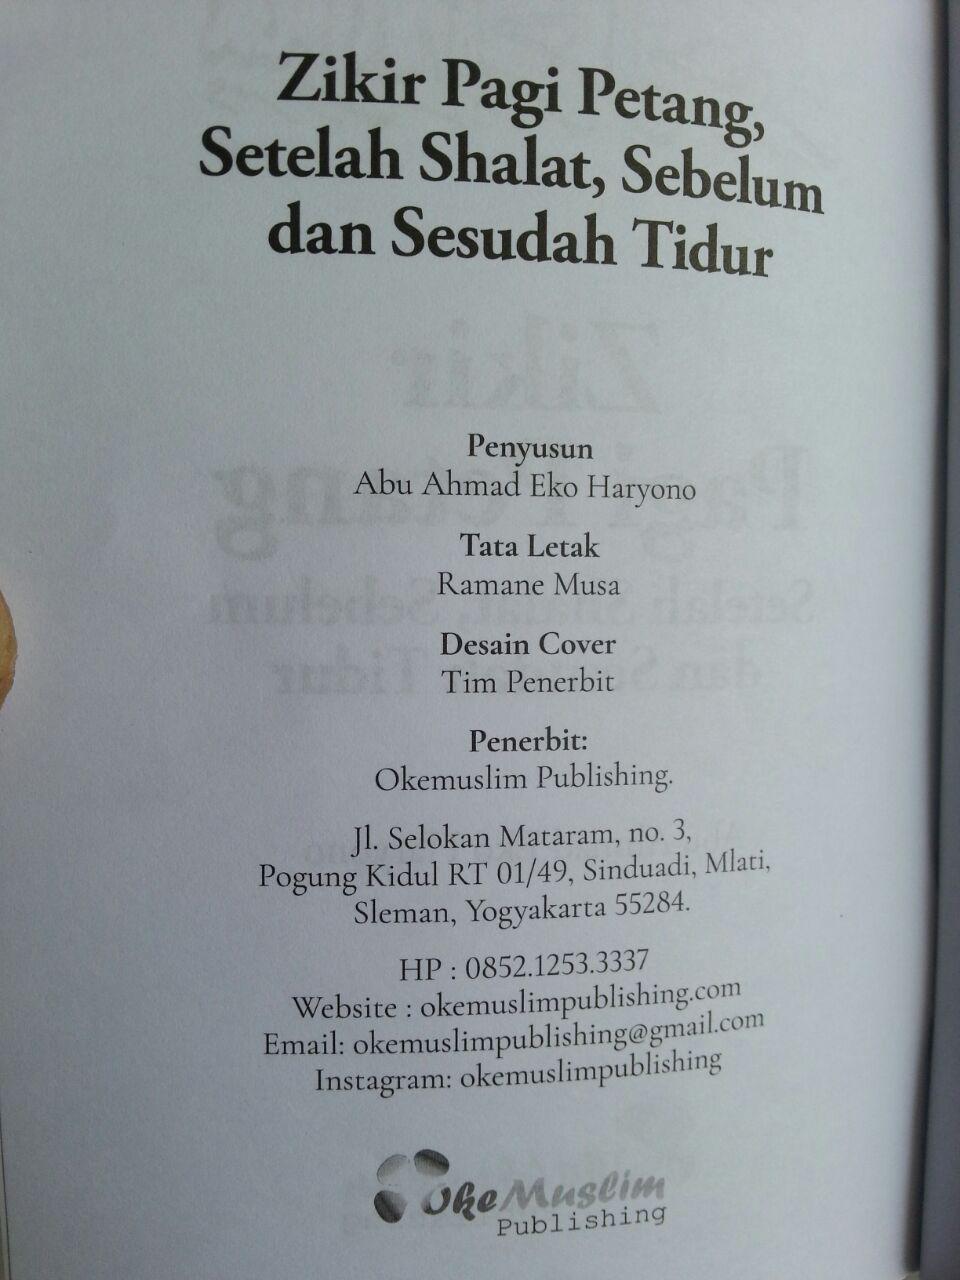 Zikir Pagi Petang,
Setelah Shalat, Sebelum
dan Sesudah Tidur
Penyusun
Abu Ahmad Eko Haryono
Tata Letak
Ramane Musa
Desain Cover
Tim Penerbit
Penerbit:
Okemuslim Publishing.
Jl. Selokan Mataram, no. 3,
Pogung Kidul RT 01/49, Sinduadi, Mlati,
Sleman, Yogyakarta 55284.
HP : 0852.1253.3337
Website : okemuslimpublishing.com
Email: okemuslimpublishing@gmail.com
Instagram: okemuslimpublishing
OkeMuslim
Publishing